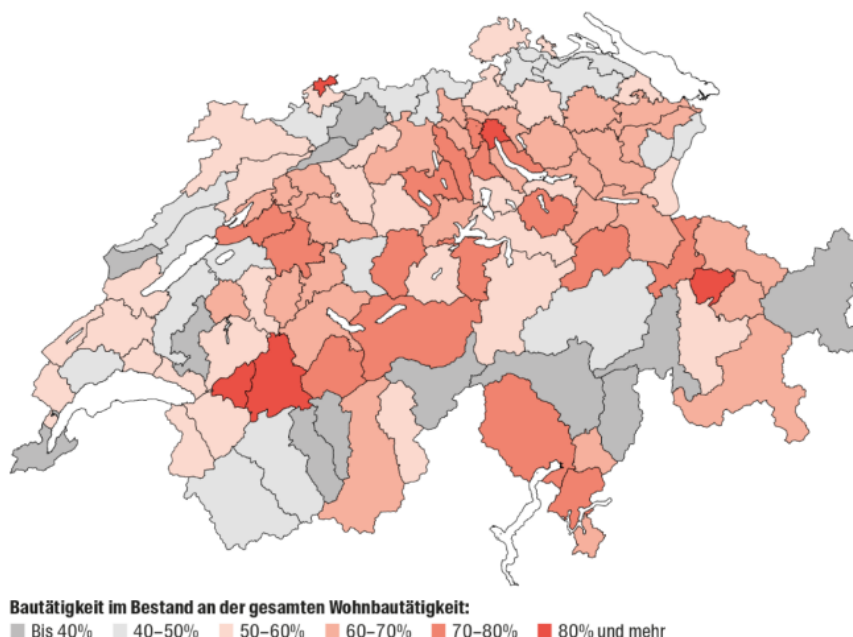 Bautätigkeit im Bestand an der gesamten Wohnbautätigkeit:
Bis 40% 40–50% 50–60% 60–70% 70–80% 80% und mehr